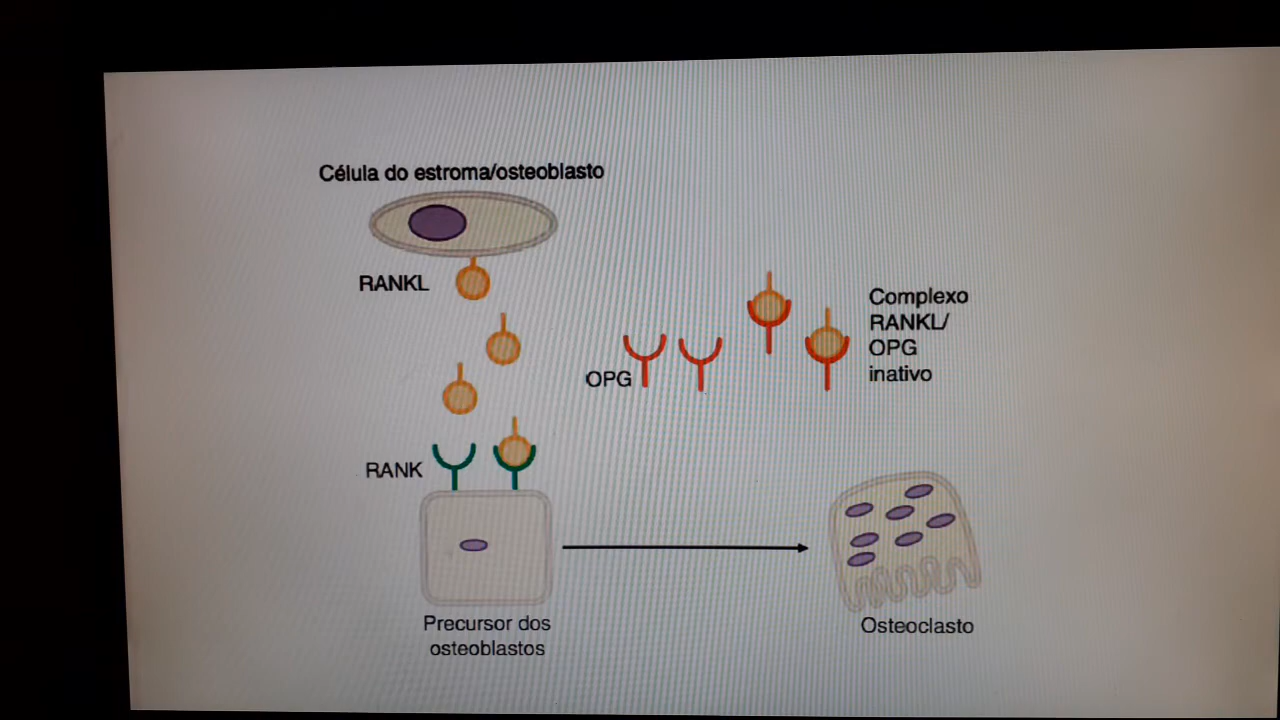 Célula do estroma/osteoblasto
RANKL
Complexo
RANKL/
OPG
inativo
OPG
RANK
Precursor dos
osteoblastos
Osteoclasto